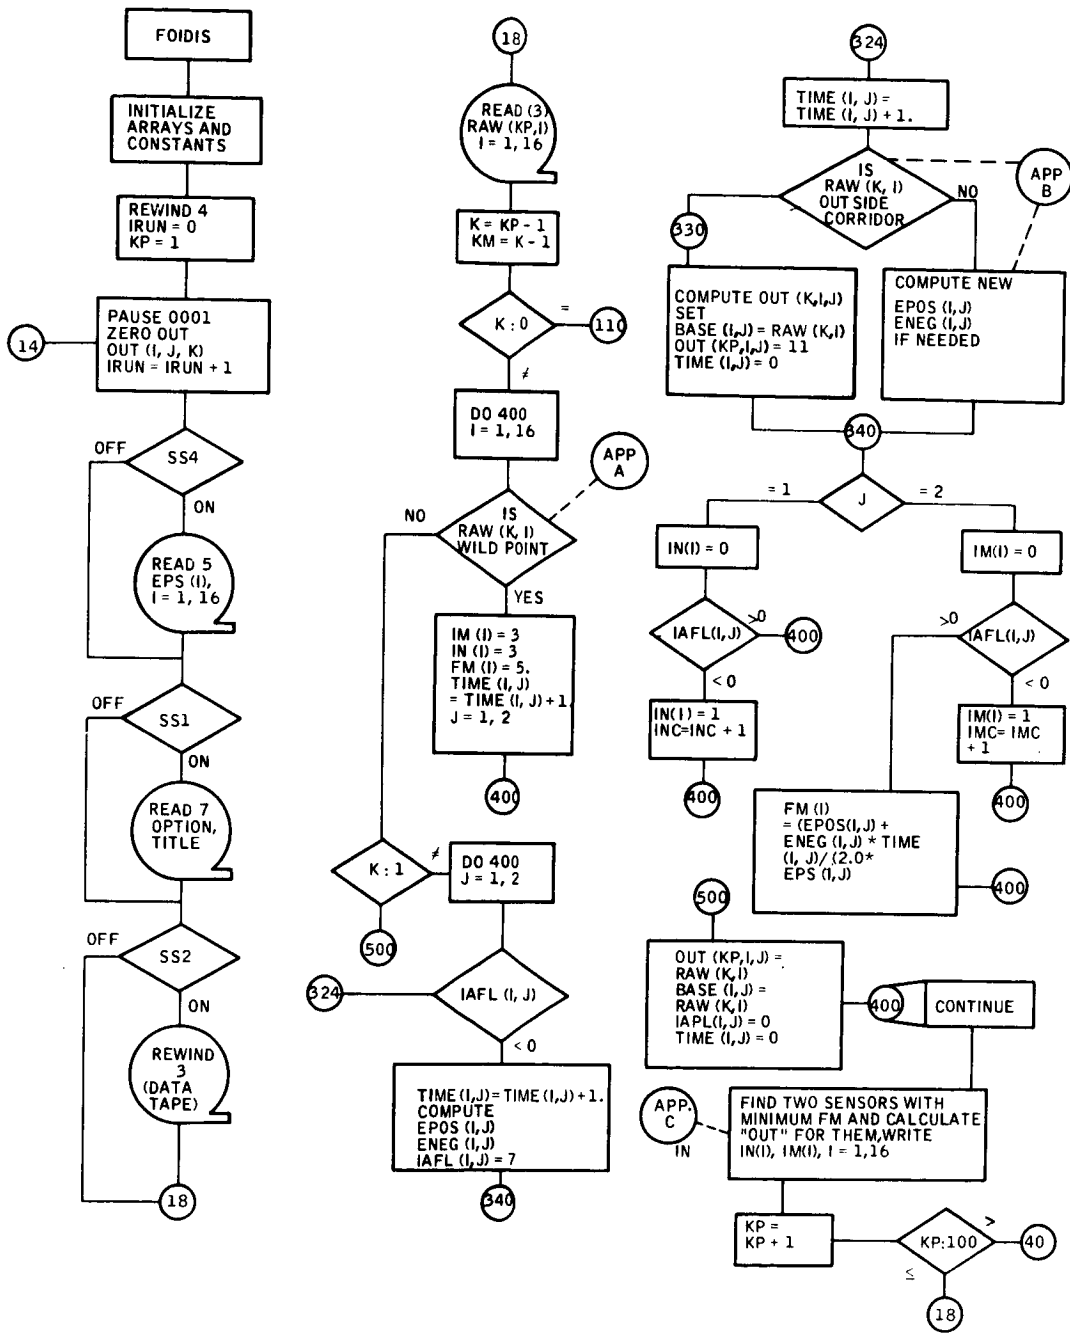 FOIDIS
INITIALIZE
ARRAYS AND
CONSTANTS
REWIND 4
IRUN = 0
KP = 1
14
PAUSE 0001
ZERO OUT
OUT (I, J, K)
IRUN = IRUN + 1
OFF
SS4
ON
READ 5
EPS (I),
I = 1, 16
OFF
SS1
ON
READ 7
OPTION,
TITLE
OFF
SS2
ON
REWIND
3
(DATA
TAPE)
18
18
READ (3)
RAW (KP,I)
I = 1, 16
K = KP - 1
KM = K - 1
K : 0
=
110
≠
DO 400
I = 1, 16
APP
A
NO
IS
RAW (K, I)
WILD POINT
YES
IM (I) = 3
IN (I) = 3
FM (I) = 5.
TIME (I, J)
= TIME (I, J) + 1.
J = 1, 2
400
K : 1
≠
DO 400
J = 1, 2
500
324
IAFL (I, J)
< 0
TIME (I,J) = TIME (I,J) + 1.
COMPUTE
EPOS (I,J)
ENEG (I,J)
IAFL (I,J) = 7
340
324
TIME (I, J) =
TIME (I, J) + 1.
IS
RAW (K, I)
OUT SIDE
CORRIDOR
NO
APP
B
330
COMPUTE OUT (K,I,J)
SET
BASE (I,J) = RAW (K,I)
OUT (KP,I,J) = 11
TIME (I,J) = 0
COMPUTE NEW
EPOS (I,J)
ENEG (I,J)
IF NEEDED
340
= 1
J
= 2
IN(I) = 0
IM(I) = 0
IAFL(I,J)
>0
400
< 0
IN(I) = 1
INC=INC + 1
400
>0
IAFL(I,J)
< 0
IM(I) = 1
IMC= IMC
+ 1
400
FM (I)
= (EPOS(I,J) +
ENEG (I,J) * TIME
(I, J)/(2.0*
EPS (I,J)
400
500
OUT (KP,I,J) =
RAW (K,I)
BASE (I,J) =
RAW (K,I)
IAPL(I,J) = 0
TIME (I,J) = 0
400
CONTINUE
APP.
C
IN
FIND TWO SENSORS WITH
MINIMUM FM AND CALCULATE
"OUT" FOR THEM,WRITE
IN(I), IM(I), I = 1,16
KP =
KP + 1
KP:100
>
40
≤
18